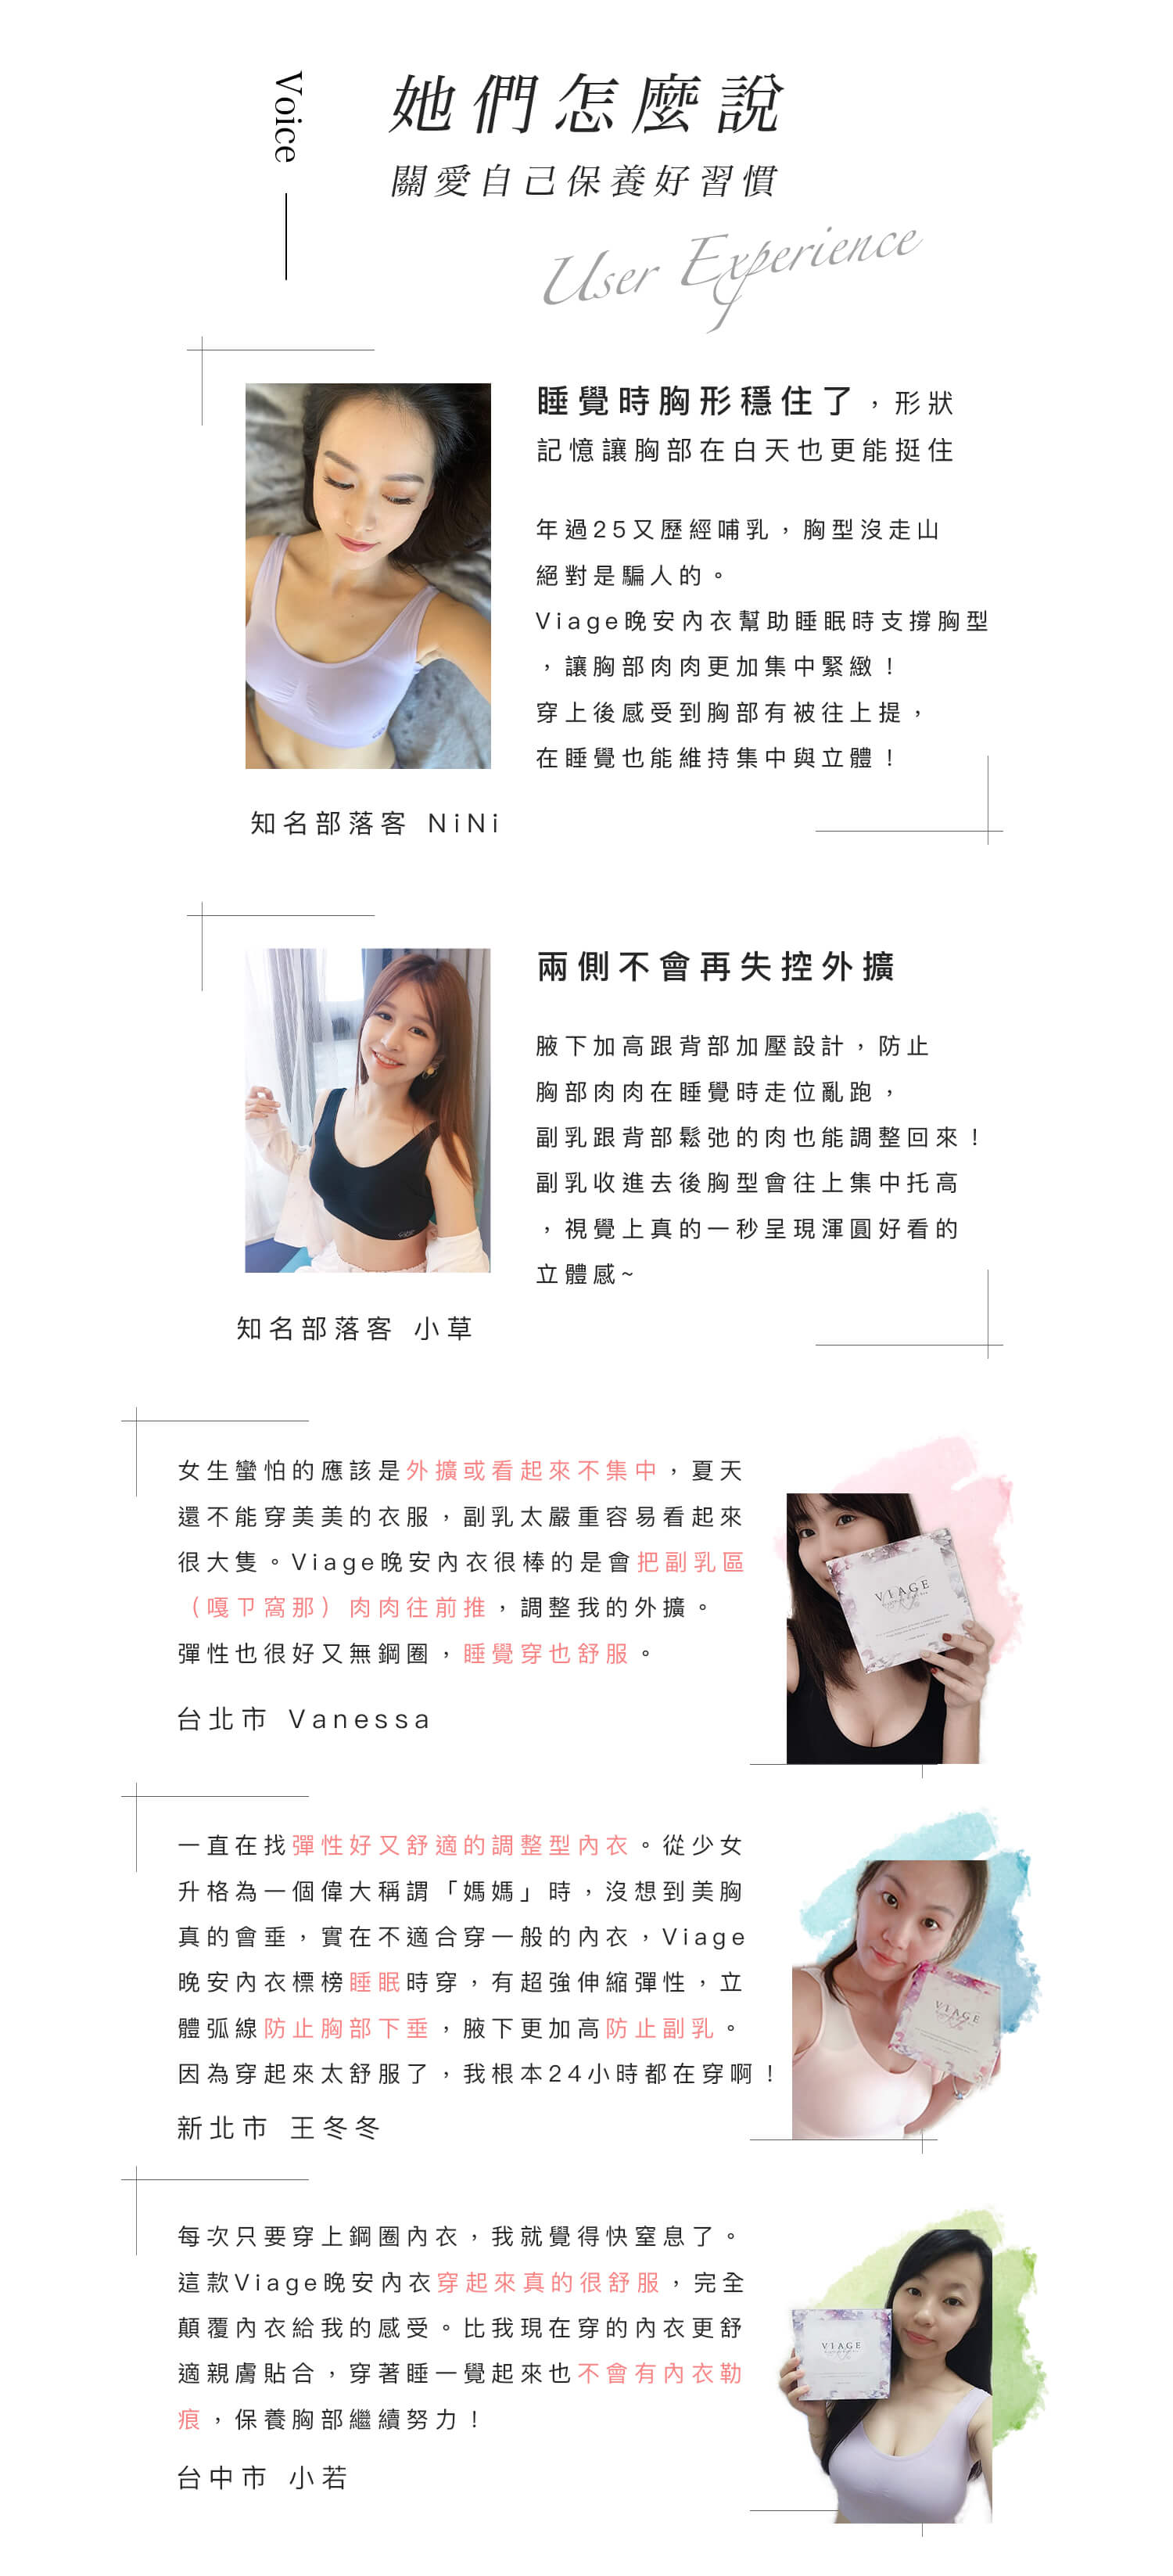 Voice
她們怎麼說
關愛自己保養好習慣
User Experience
睡覺時胸形穩住了，形狀
記憶讓胸部在白天也更能挺住
年過25又歷經哺乳，胸型沒走山
絕對是騙人的。
Viage晚安內衣幫助睡眠時支撐胸型
，讓胸部肉肉更加集中緊緻！
穿上後感受到胸部有被往上提，
在睡覺也能維持集中與立體！
知名部落客 NiNi
兩側不會再失控外擴
腋下加高跟背部加壓設計，防止
胸部肉肉在睡覺時走位亂跑，
副乳跟背部鬆弛的肉也能調整回來！
副乳收進去後胸型會往上集中托高
，視覺上真的一秒呈現渾圓好看的
立體感~
知名部落客 小草
女生蠻怕的應該是外擴或看起來不集中，夏天
還不能穿美美的衣服，副乳太嚴重容易看起來
很大隻。Viage晚安內衣很棒的是會把副乳區
（嘎ㄗ窩那）肉肉往前推，調整我的外擴。
彈性也很好又無鋼圈，睡覺穿也舒服。
台北市 Vanessa
VIAGE
一直在找彈性好又舒適的調整型內衣。從少女
升格為一個偉大稱謂「媽媽」時，沒想到美胸
真的會垂，實在不適合穿一般的內衣，Viage
晚安內衣標榜睡眠時穿，有超強伸縮彈性，立
體弧線防止胸部下垂，腋下更加高防止副乳。
因為穿起來太舒服了，我根本24小時都在穿啊！
新北市 王冬冬
VIAGE
每次只要穿上鋼圈內衣，我就覺得快窒息了。
這款Viage晚安內衣穿起來真的很舒服，完全
顛覆內衣給我的感受。比我現在穿的內衣更舒
適親膚貼合，穿著睡一覺起來也不會有內衣勒
痕，保養胸部繼續努力！
台中市 小若
VIAGE